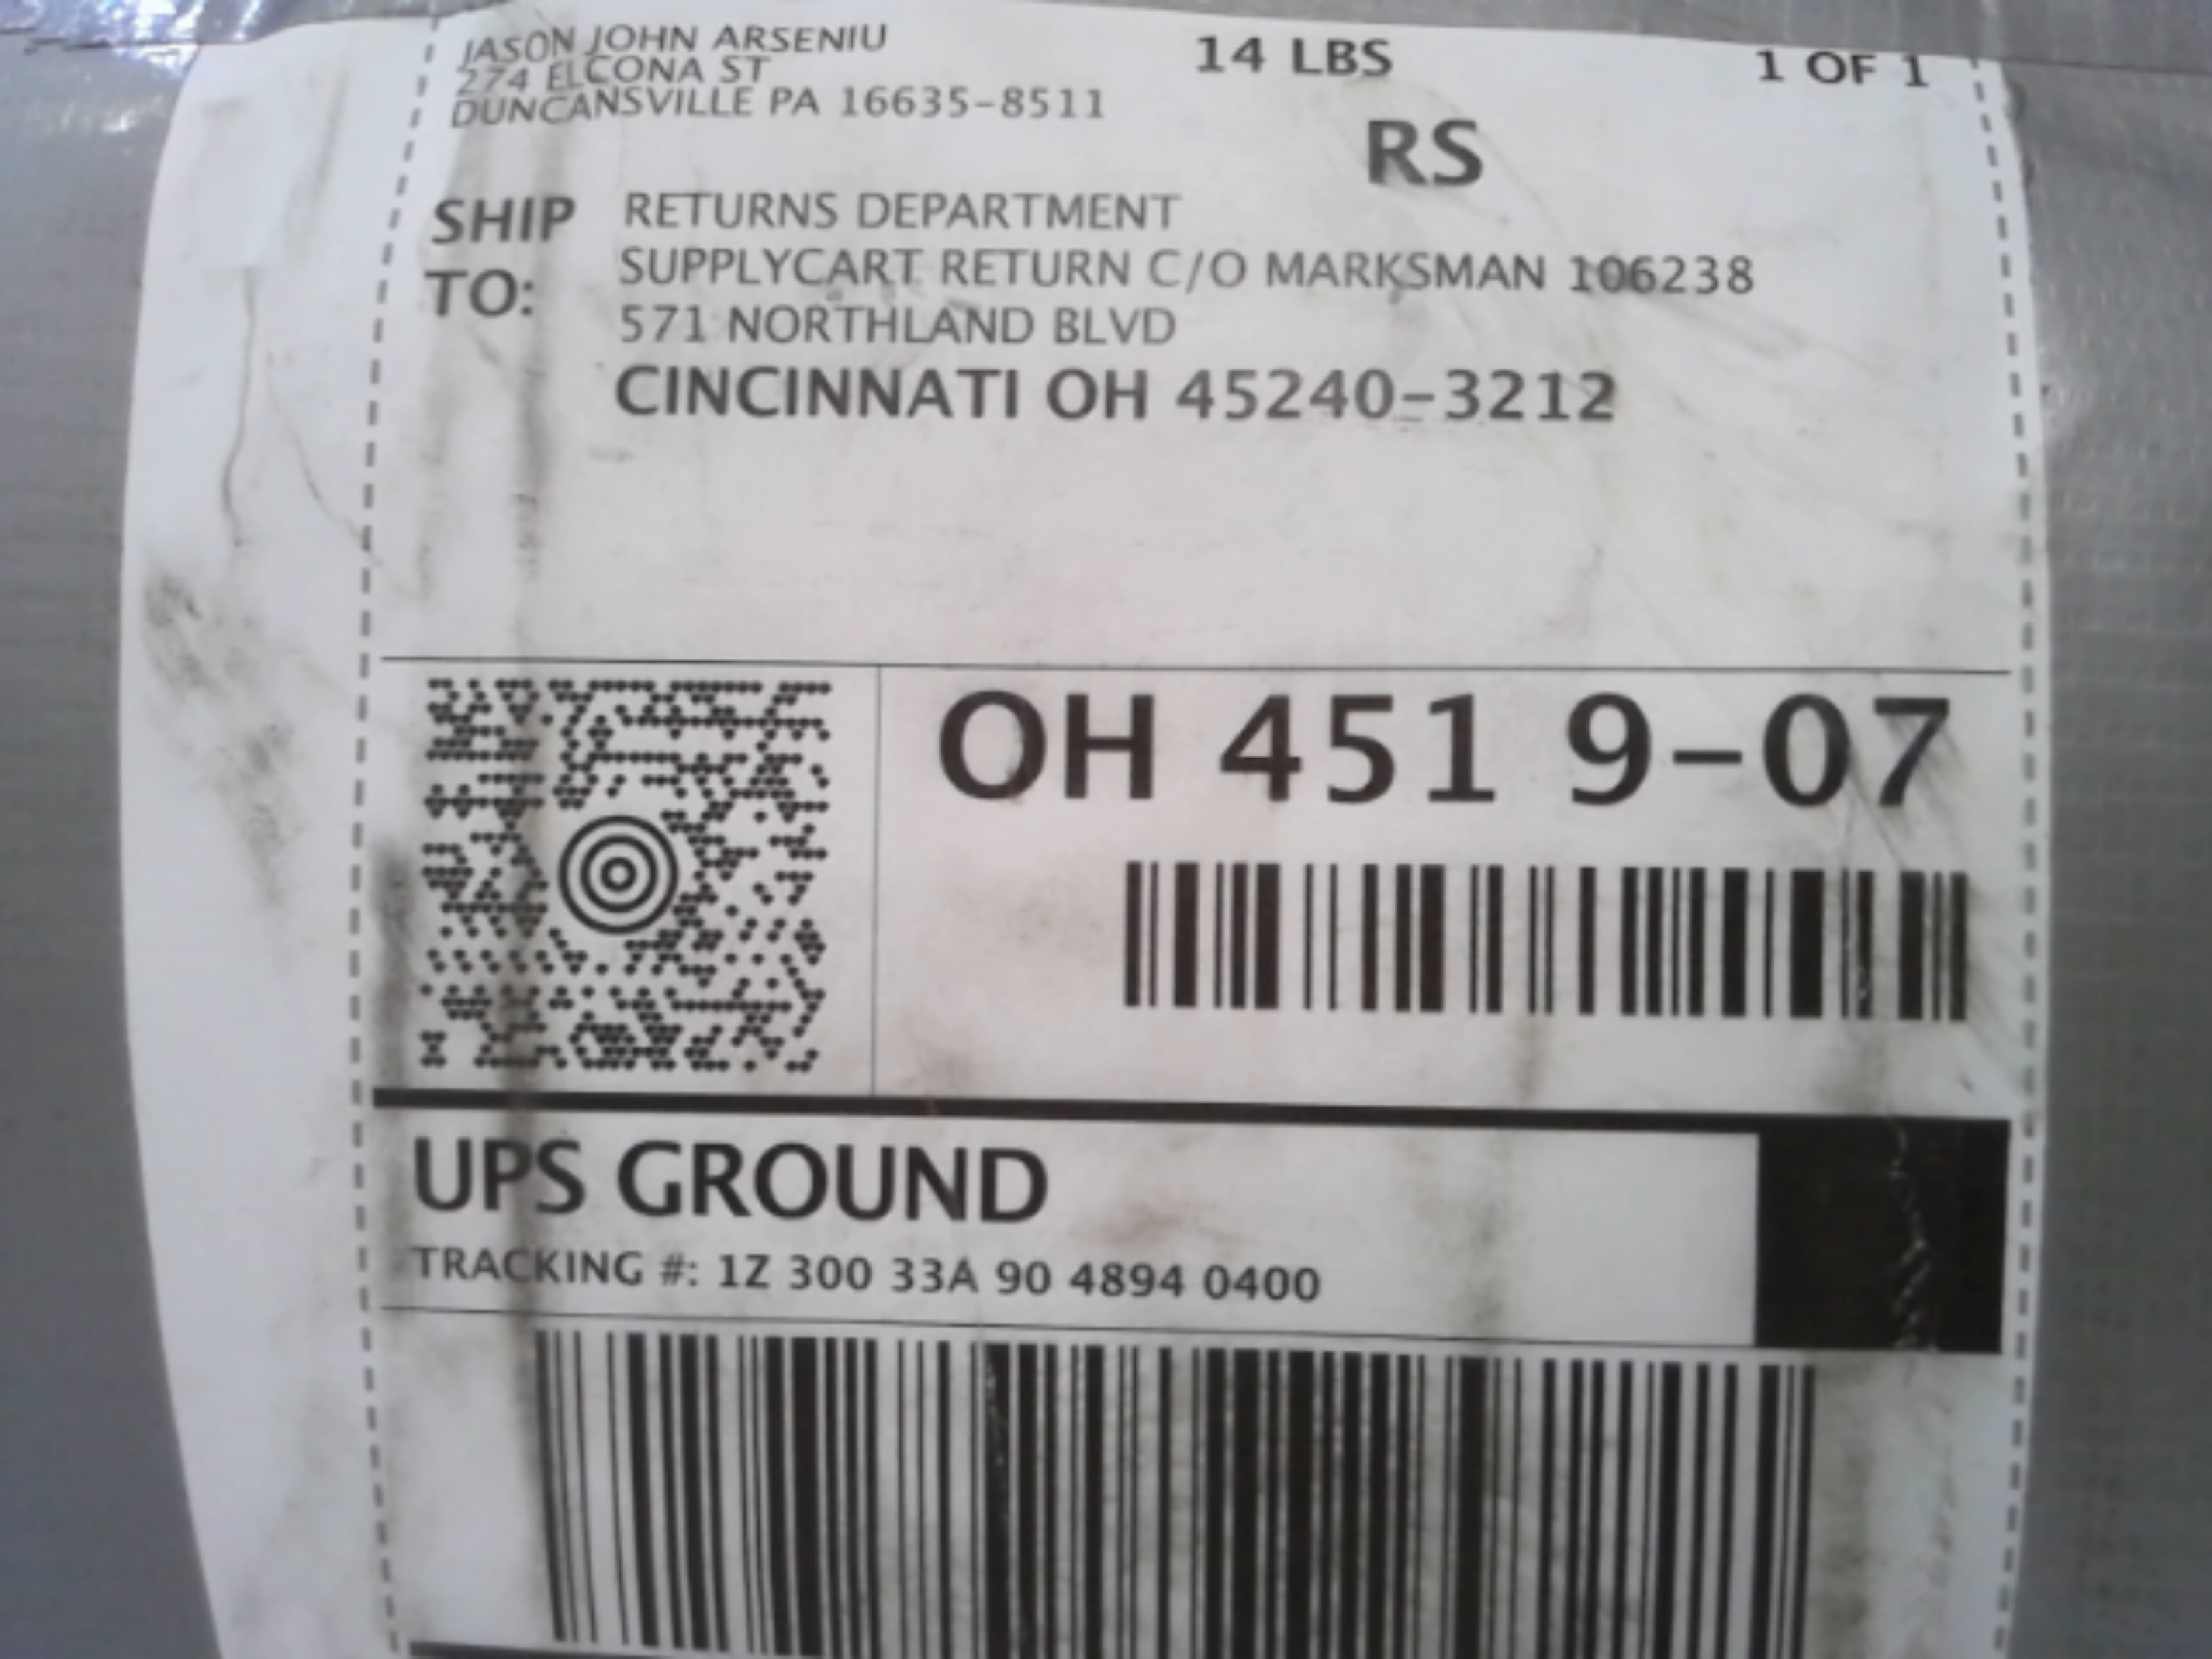 JASON JOHN ARSENIU
274 ELCONA ST
DUNCANSVILLE PA 16635-8511
14 LBS
1 OF 1
RS
SHIP TO:
RETURNS DEPARTMENT
SUPPLYCART RETURN C/O MARKSMAN 106238
571 NORTHLAND BLVD
CINCINNATI OH 45240-3212
OH 451 9-07
UPS GROUND
TRACKING #: 1Z 300 33A 90 4894 0400